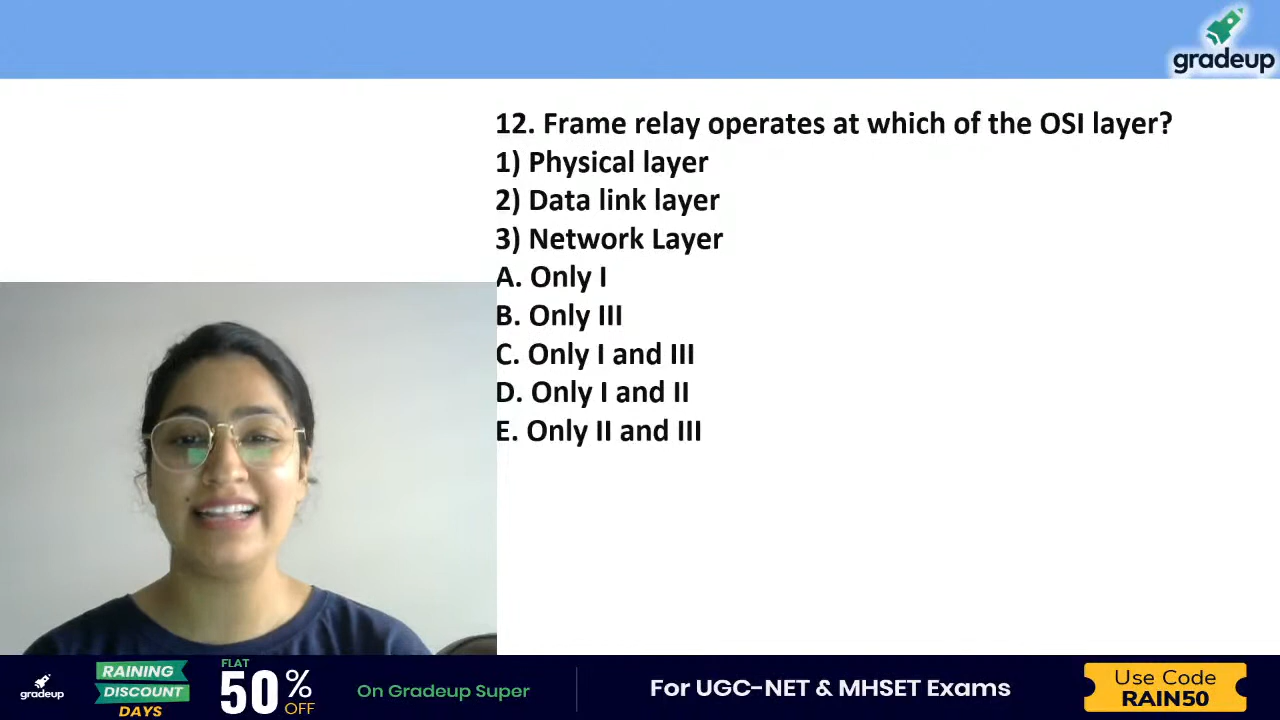 gradeup
12. Frame relay operates at which of the OSI layer?
1) Physical layer
2) Data link layer
3) Network Layer
A. Only I
B. Only III
C. Only I and III
D. Only I and II
E. Only II and III
gradeup
RAINING
DISCOUNT
DAYS
FLAT
50% OFF
On Gradeup Super
For UGC-NET & MHSET Exams
Use Code
RAIN50